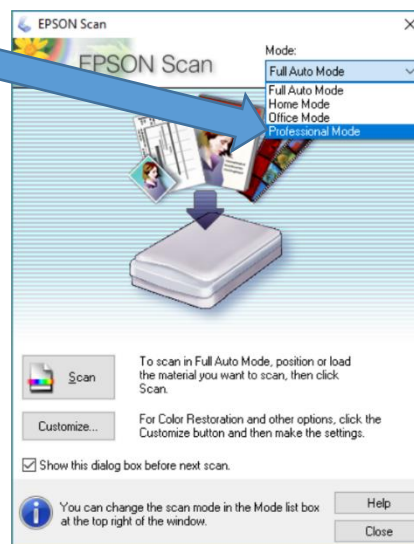 EPSON Scan
EPSON Scan
Mode:
Full Auto Mode
Full Auto Mode
Home Mode
Office Mode
Professional Mode
Scan
To scan in Full Auto Mode, position or load
the material you want to scan, then click
Scan.
Customize...
For Color Restoration and other options, click the
Customize button and then make the settings.
Show this dialog box before next scan.
You can change the scan mode in the Mode list box
at the top right of the window.
Help
Close